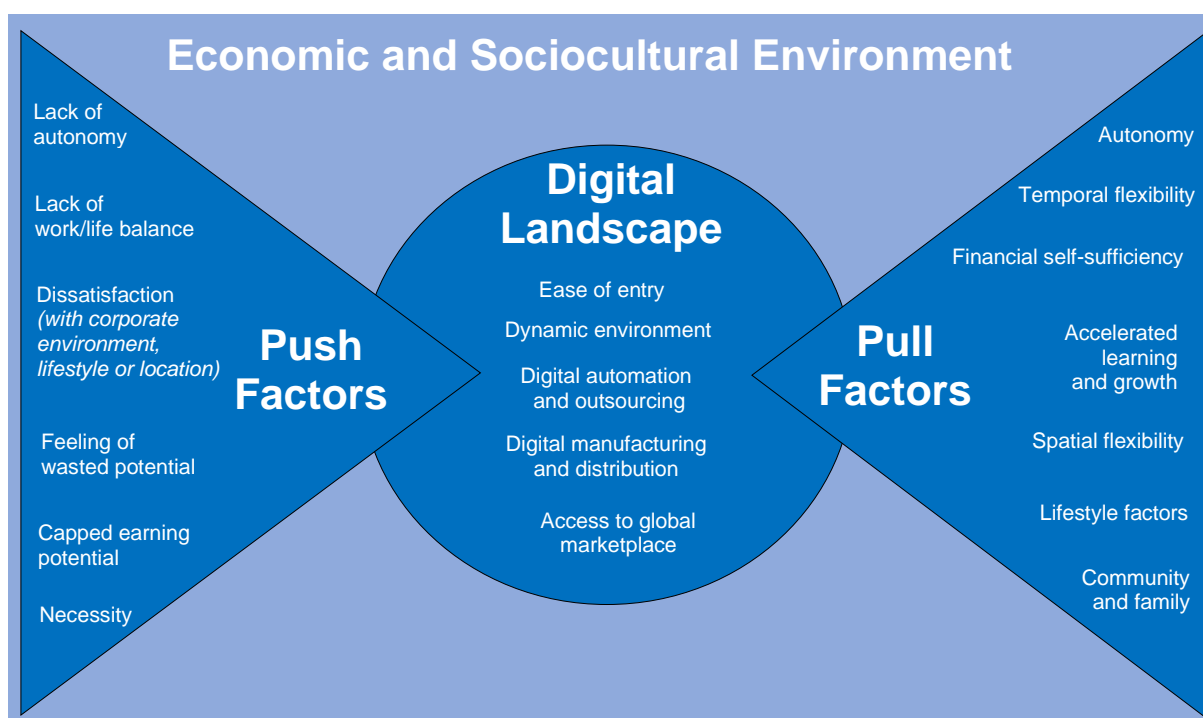 Economic and Sociocultural Environment
Lack of
autonomy
Lack of
work/life balance
Dissatisfaction
(with corporate
environment,
lifestyle or location)
Feeling of
wasted potential
Capped earning
potential
Necessity
Push
Factors
Digital
Landscape
Ease of entry
Dynamic environment
Digital automation
and outsourcing
Digital manufacturing
and distribution
Access to global
marketplace
Pull
Factors
Autonomy
Temporal flexibility
Financial self-sufficiency
Accelerated
learning
and growth
Spatial flexibility
Lifestyle factors
Community
and family